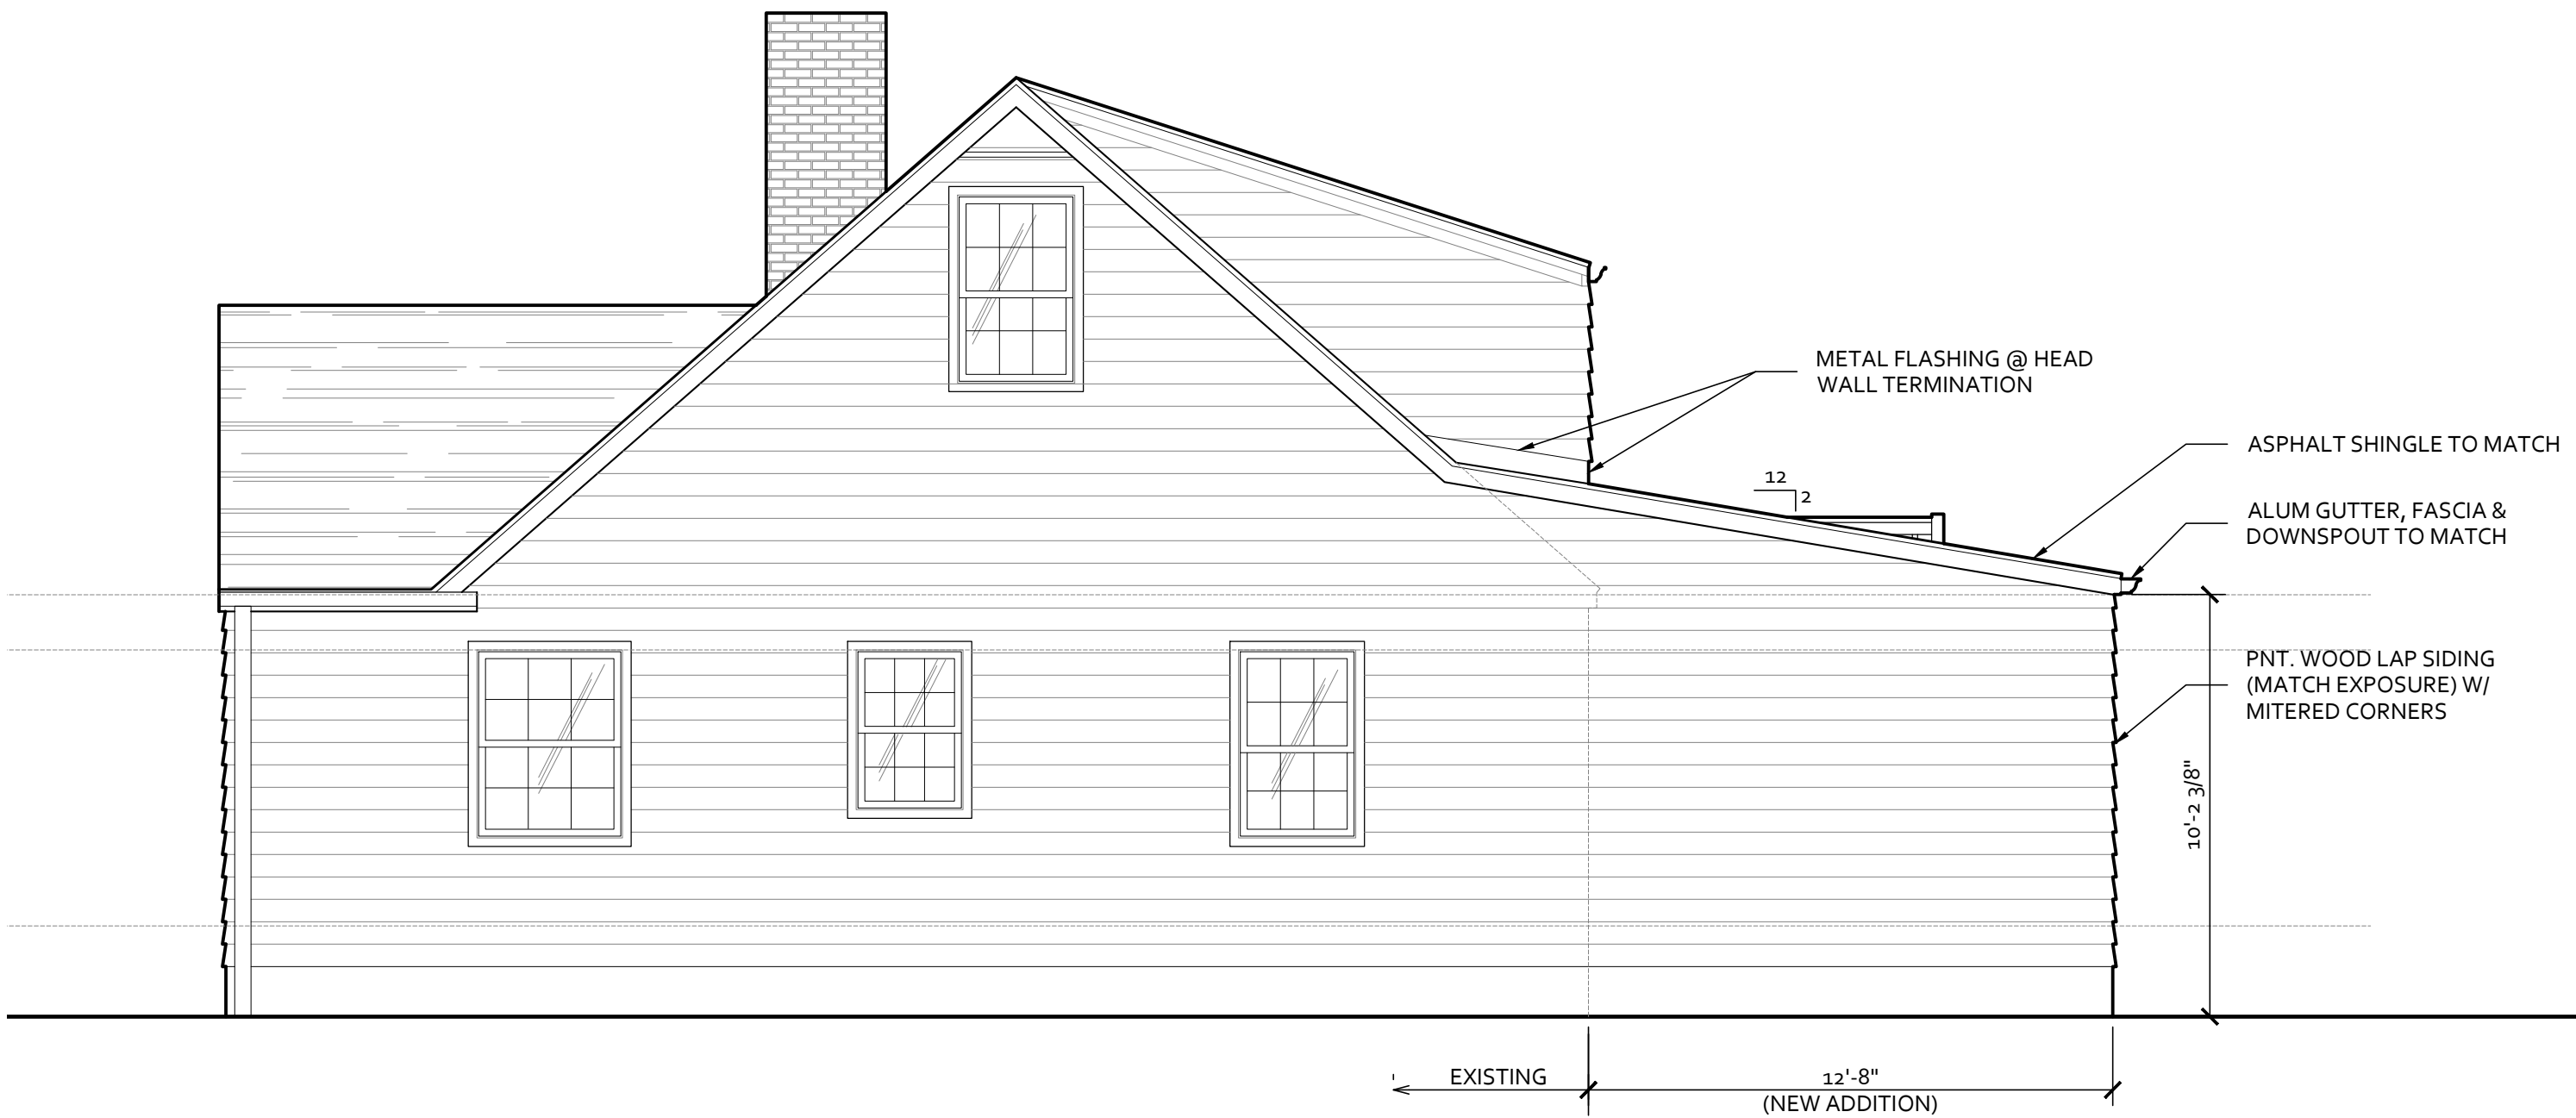 METAL FLASHING @ HEAD
WALL TERMINATION
ASPHALT SHINGLE TO MATCH
12
2
ALUM GUTTER, FASCIA &
DOWNSPOUT TO MATCH
PNT. WOOD LAP SIDING
(MATCH EXPOSURE) W/
MITERED CORNERS
10'-2 3/8"
EXISTING
12'-8"
(NEW ADDITION)